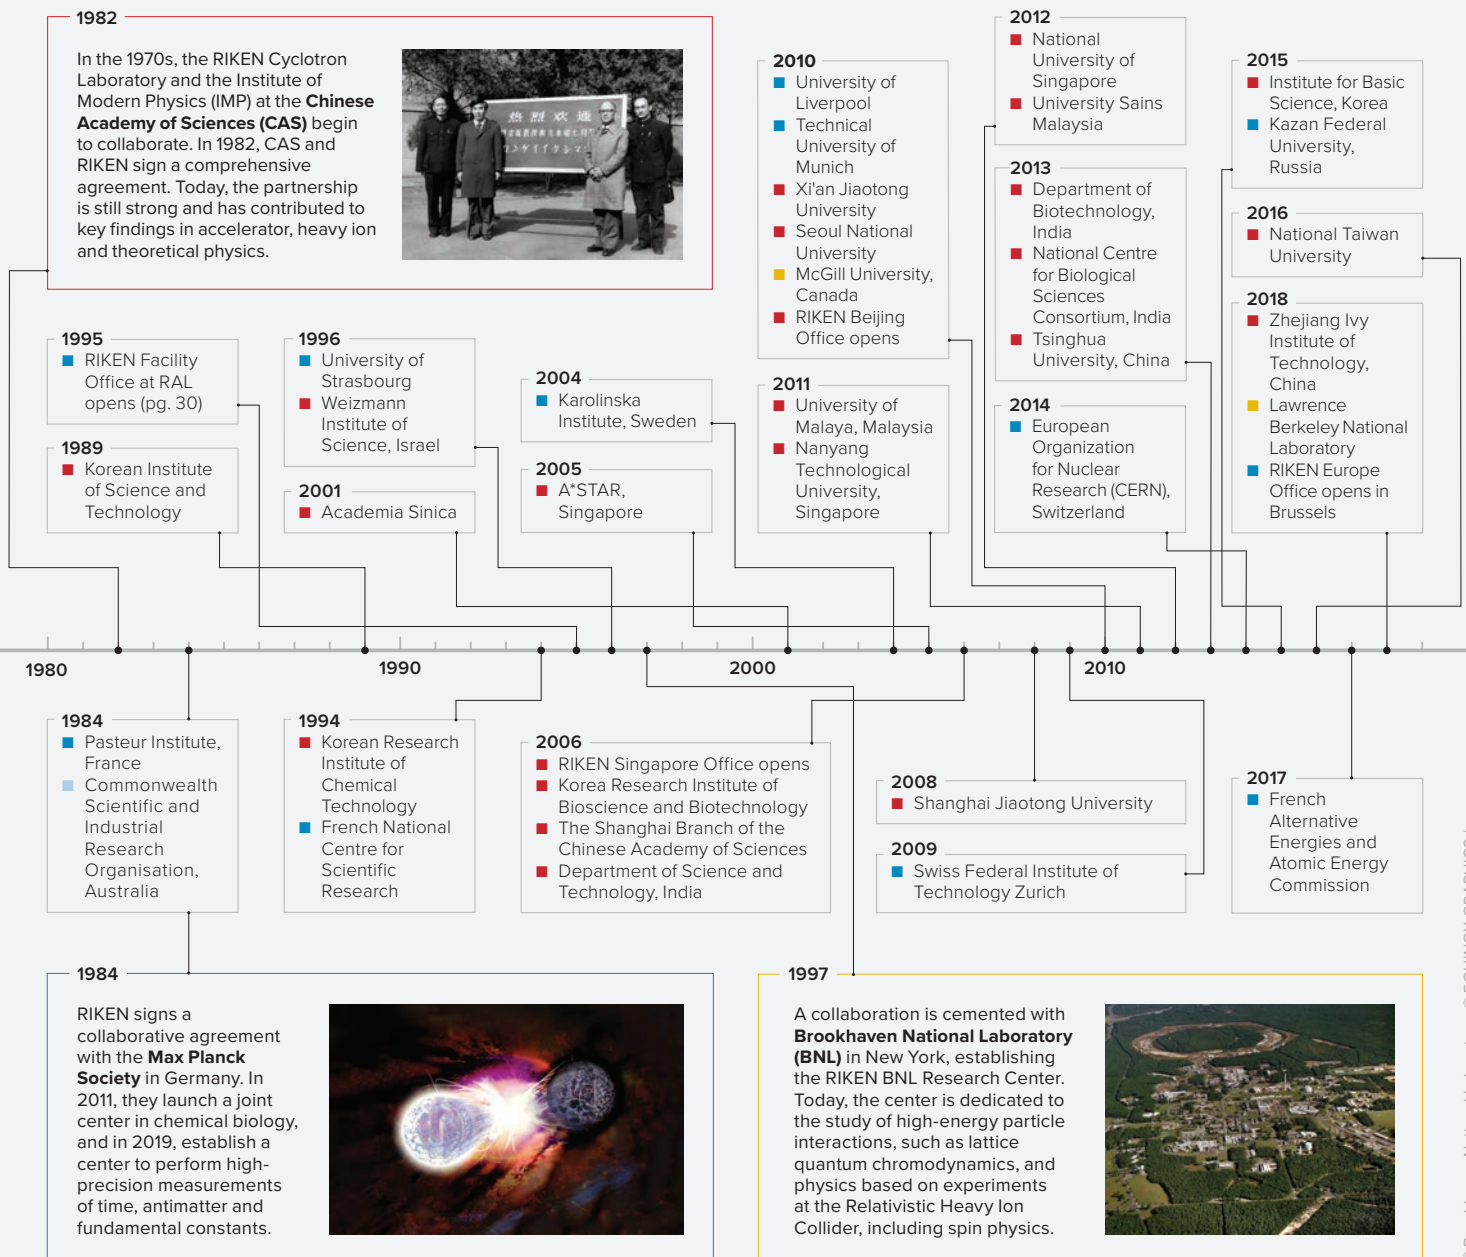 1982
In the 1970s, the RIKEN Cyclotron
Laboratory and the Institute of
Modern Physics (IMP) at the Chinese
Academy of Sciences (CAS) begin
to collaborate. In 1982, CAS and
RIKEN sign a comprehensive
agreement. Today, the partnership
is still strong and has contributed to
key findings in accelerator, heavy ion
and theoretical physics.
熱烈欢迎
1995
RIKEN Facility
Office at RAL
opens (pg. 30)
1989
Korean Institute
of Science and
Technology
1996
University of
Strasbourg
Weizmann
Institute of
Science, Israel
2001
Academia Sinica
2004
Karolinska
Institute, Sweden
2005
A*STAR,
Singapore
2010
University of
Liverpool
Technical
University of
Munich
Xi'an Jiaotong
University
Seoul National
University
McGill University,
Canada
RIKEN Beijing
Office opens
2011
University of
Malaya, Malaysia
Nanyang
Technological
University,
Singapore
2012
National
University of
Singapore
University Sains
Malaysia
2013
Department of
Biotechnology,
India
National Centre
for Biological
Sciences
Consortium, India
Tsinghua
University, China
2014
European
Organization
for Nuclear
Research (CERN),
Switzerland
2015
Institute for Basic
Science, Korea
Kazan Federal
University,
Russia
2016
National Taiwan
University
2018
Zhejiang Ivy
Institute of
Technology,
China
Lawrence
Berkeley National
Laboratory
RIKEN Europe
Office opens in
Brussels
1980
1990
2000
2010
1984
Pasteur Institute,
France
Commonwealth
Scientific and
Industrial
Research
Organisation,
Australia
1994
Korean Research
Institute of
Chemical
Technology
French National
Centre for
Scientific
Research
2006
RIKEN Singapore Office opens
Korea Research Institute of
Bioscience and Biotechnology
The Shanghai Branch of the
Chinese Academy of Sciences
Department of Science and
Technology, India
2008
Shanghai Jiaotong University
2009
Swiss Federal Institute of
Technology Zurich
2017
French
Alternative
Energies and
Atomic Energy
Commission
1984
RIKEN signs a
collaborative agreement
with the Max Planck
Society in Germany. In
2011, they launch a joint
center in chemical biology,
and in 2019, establish a
center to perform high-
precision measurements
of time, antimatter and
fundamental constants.
1997
A collaboration is cemented with
Brookhaven National Laboratory
(BNL) in New York, establishing
the RIKEN BNL Research Center.
Today, the center is dedicated to
the study of high-energy particle
interactions, such as lattice
quantum chromodynamics, and
physics based on experiments
at the Relativistic Heavy Ion
Collider, including spin physics.